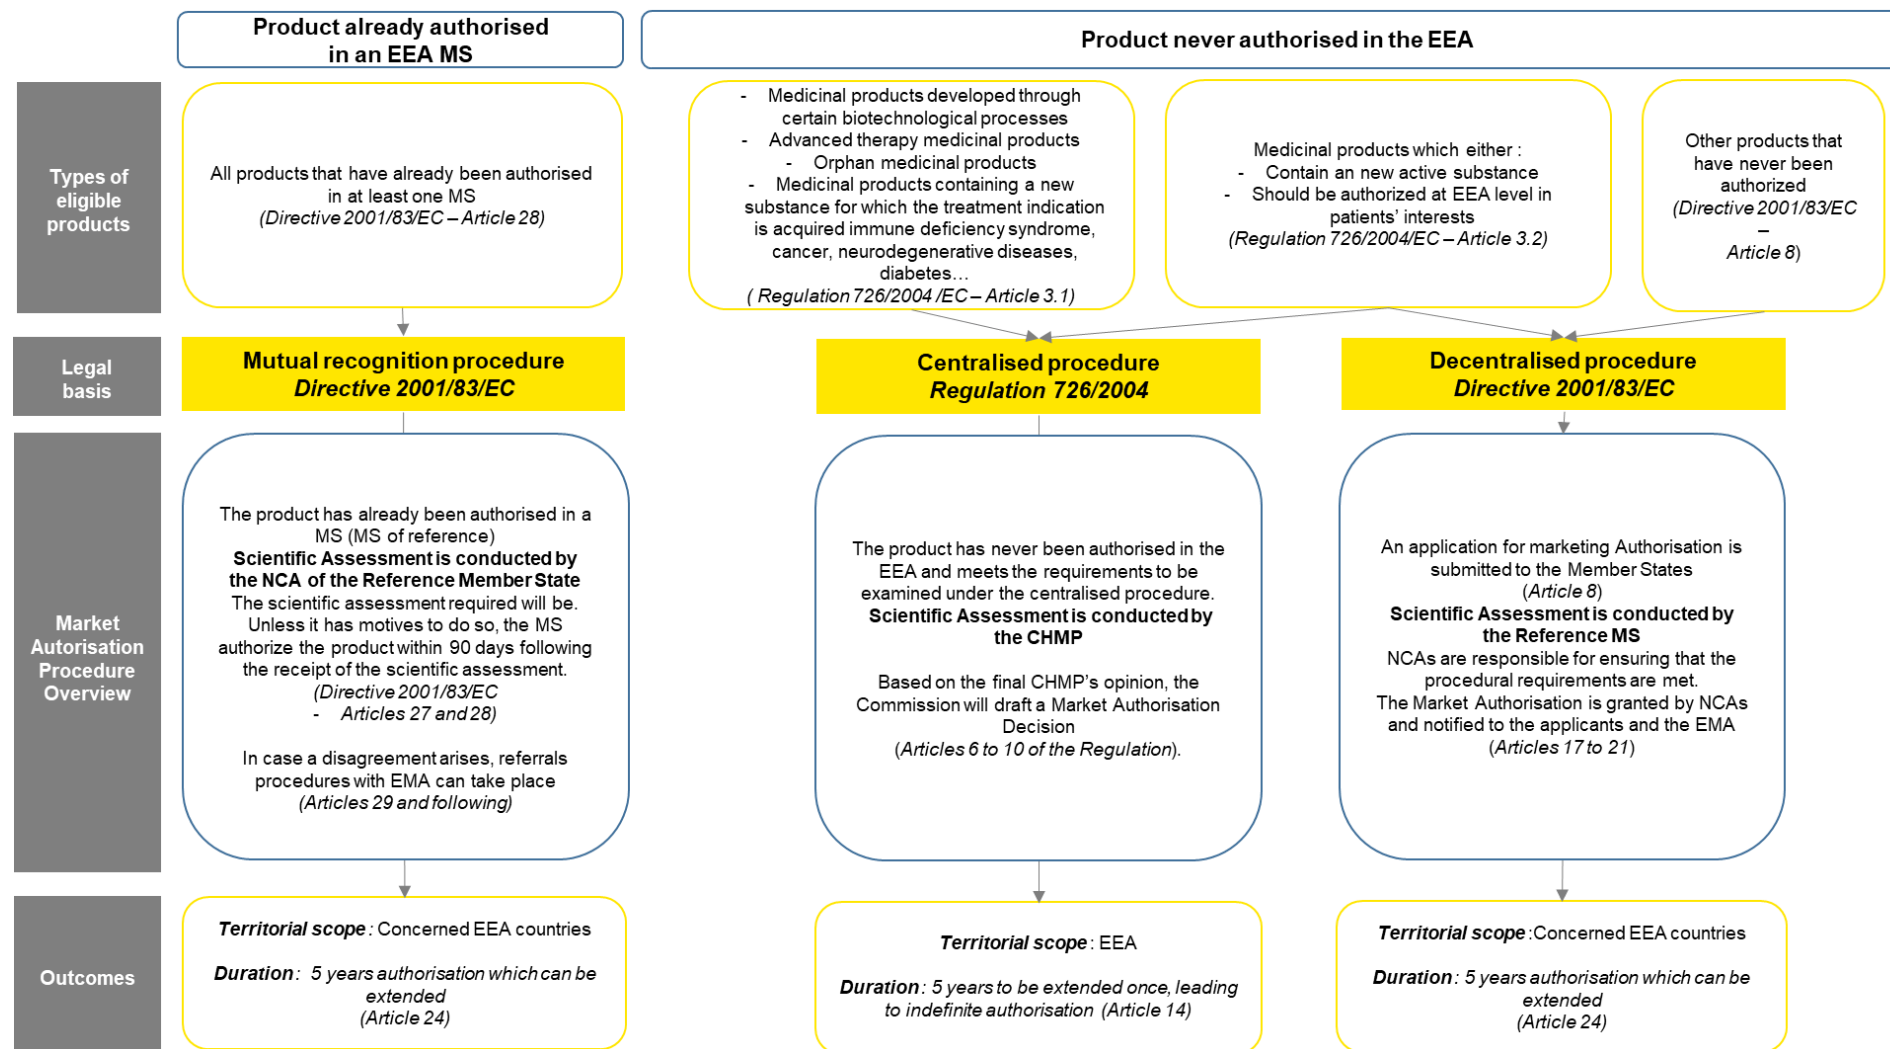 Product already authorised
in an EEA MS
Product never authorised in the EEA
Types of
eligible
products
All products that have already been authorised
in at least one MS
(Directive 2001/83/EC – Article 28)
- Medicinal products developed through
certain biotechnological processes
- Advanced therapy medicinal products
- Orphan medicinal products
- Medicinal products containing a new
substance for which the treatment indication
is acquired immune deficiency syndrome,
cancer, neurodegenerative diseases,
diabetes…
( Regulation 726/2004 /EC – Article 3.1)
Medicinal products which either :
- Contain an new active substance
- Should be authorized at EEA level in
patients' interests
(Regulation 726/2004/EC – Article 3.2)
Other products that
have never been
authorized
(Directive 2001/83/EC
–
Article 8)
Legal
basis
Mutual recognition procedure
Directive 2001/83/EC
Centralised procedure
Regulation 726/2004
Decentralised procedure
Directive 2001/83/EC
Market
Autorisation
Procedure
Overview
The product has already been authorised in a
MS (MS of reference)
Scientific Assessment is conducted by
the NCA of the Reference Member State
The scientific assessment required will be.
Unless it has motives to do so, the MS
authorize the product within 90 days following
the receipt of the scientific assessment.
(Directive 2001/83/EC
- Articles 27 and 28)
In case a disagreement arises, referrals
procedures with EMA can take place
(Articles 29 and following)
The product has never been authorised in the
EEA and meets the requirements to be
examined under the centralised procedure.
Scientific Assessment is conducted by
the CHMP
Based on the final CHMP's opinion, the
Commission will draft a Market Authorisation
Decision
(Articles 6 to 10 of the Regulation).
An application for marketing Authorisation is
submitted to the Member States
(Article 8)
Scientific Assessment is conducted by
the Reference MS
NCAs are responsible for ensuring that the
procedural requirements are met.
The Market Authorisation is granted by NCAs
and notified to the applicants and the EMA
(Articles 17 to 21)
Outcomes
Territorial scope : Concerned EEA countries
Duration : 5 years authorisation which can be
extended
(Article 24)
Territorial scope : EEA
Duration : 5 years to be extended once, leading
to indefinite authorisation (Article 14)
Territorial scope :Concerned EEA countries
Duration : 5 years authorisation which can be
extended
(Article 24)